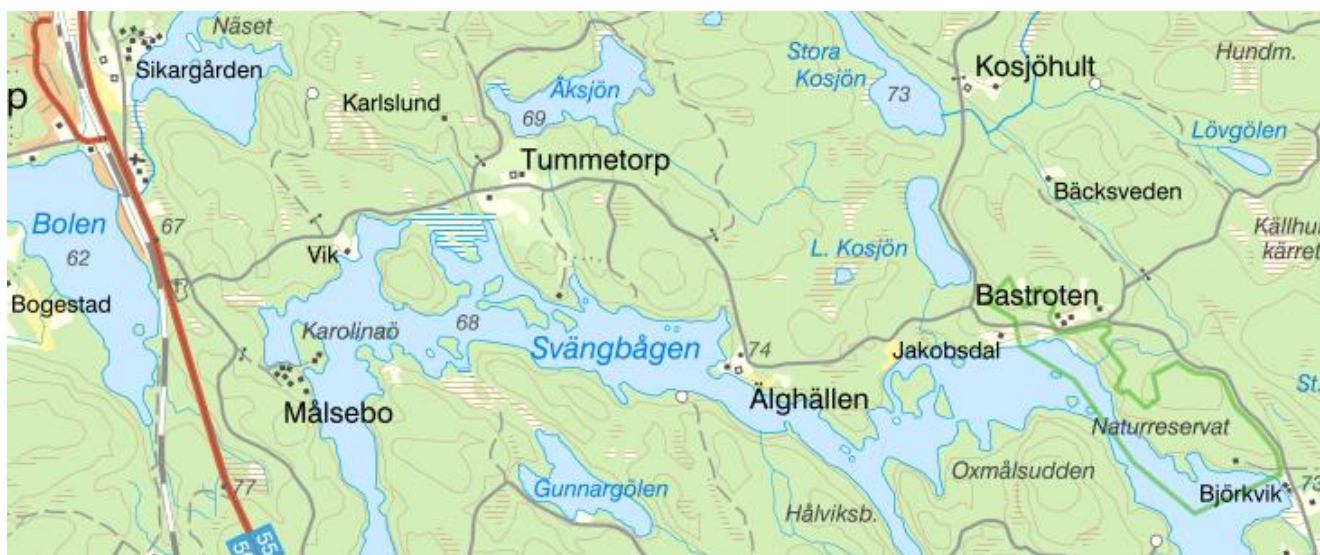 Näset
Sikargården
Karlslund
Åksjön
69
Tummetorp
Stora
Kosjön
73
Kosjöhult
Hundm.
Lövgölen
Bäcksveden
p
Bolen
62
67
Vik
L. Kosjön
Bogestad
Karolinaö
68
Svängbågen
74
Bastroten
Jakobsdal
Målsebo
Älghällen
Naturreservat
Gunnargölen
Oxmålsudden
Hålviksb.
St.
Björkvik
73
77
55
kärret